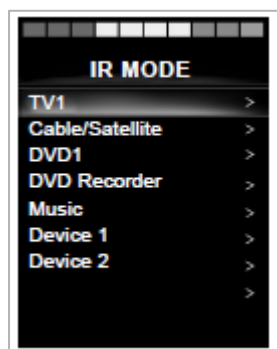 IR MODE
TV1 >
Cable/Satellite >
DVD1 >
DVD Recorder >
Music >
Device 1 >
Device 2 >
>